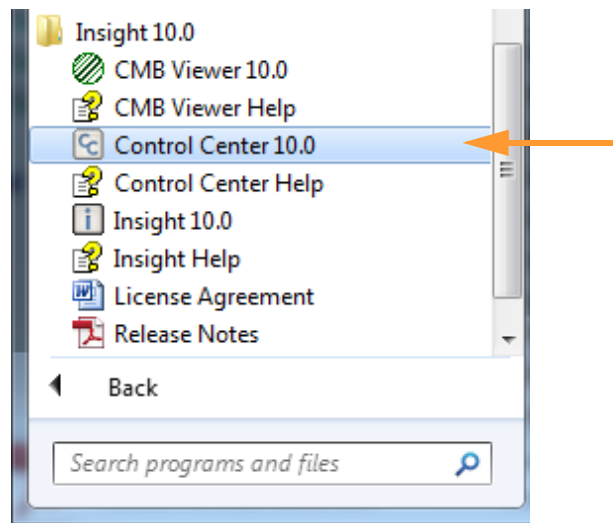 Insight 10.0
CMB Viewer 10.0
CMB Viewer Help
Control Center 10.0
Control Center Help
Insight 10.0
Insight Help
License Agreement
Release Notes
Back
Search programs and files